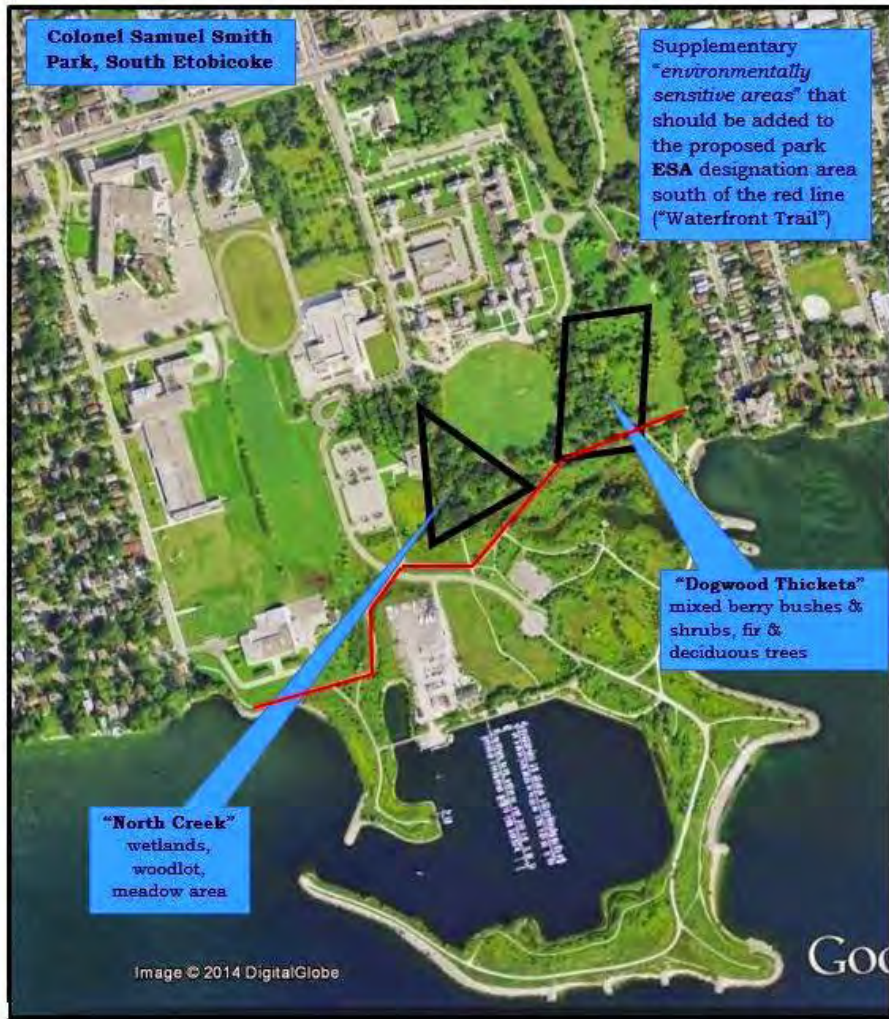 Colonel Samuel Smith
Park, South Etobicoke
Supplementary
“environmentally
sensitive areas” that
should be added to
the proposed park
ESA designation area
south of the red line
(“Waterfront Trail”)
“Dogwood Thickets”
mixed berry bushes &
shrubs, fir &
deciduous trees
“North Creek”
wetlands,
woodlot,
meadow area
Image © 2014 DigitalGlobe
Goo